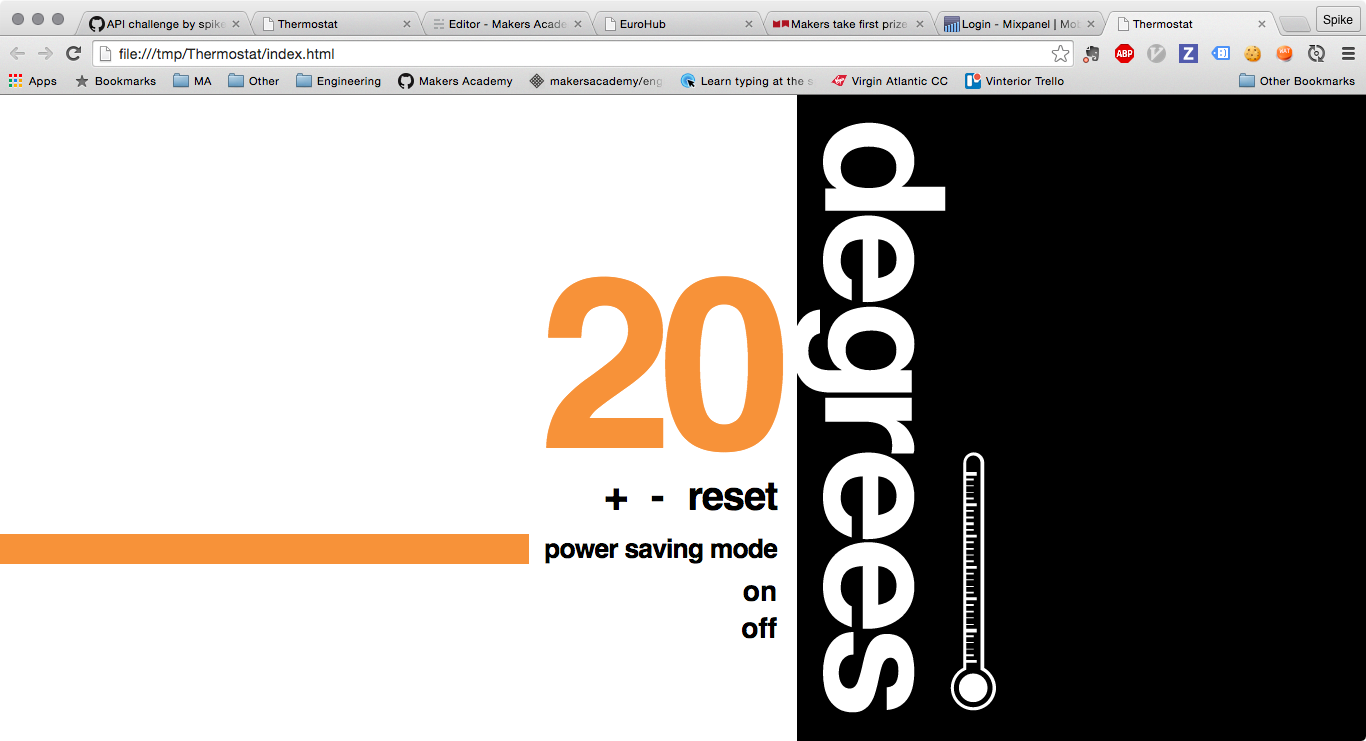 API challenge by spike
Thermostat
Editor - Makers Acade
EuroHub
Makers take first prize
Login - Mixpanel | Mob
Thermostat
Spike
file:///tmp/Thermostat/index.html
ABP
Z
Apps
Bookmarks
MA
Other
Engineering
Makers Academy
makersacademy/eng
Learn typing at the s
Virgin Atlantic CC
Vinterior Trello
Other Bookmarks
20
+ - reset
power saving mode
on
off
degrees